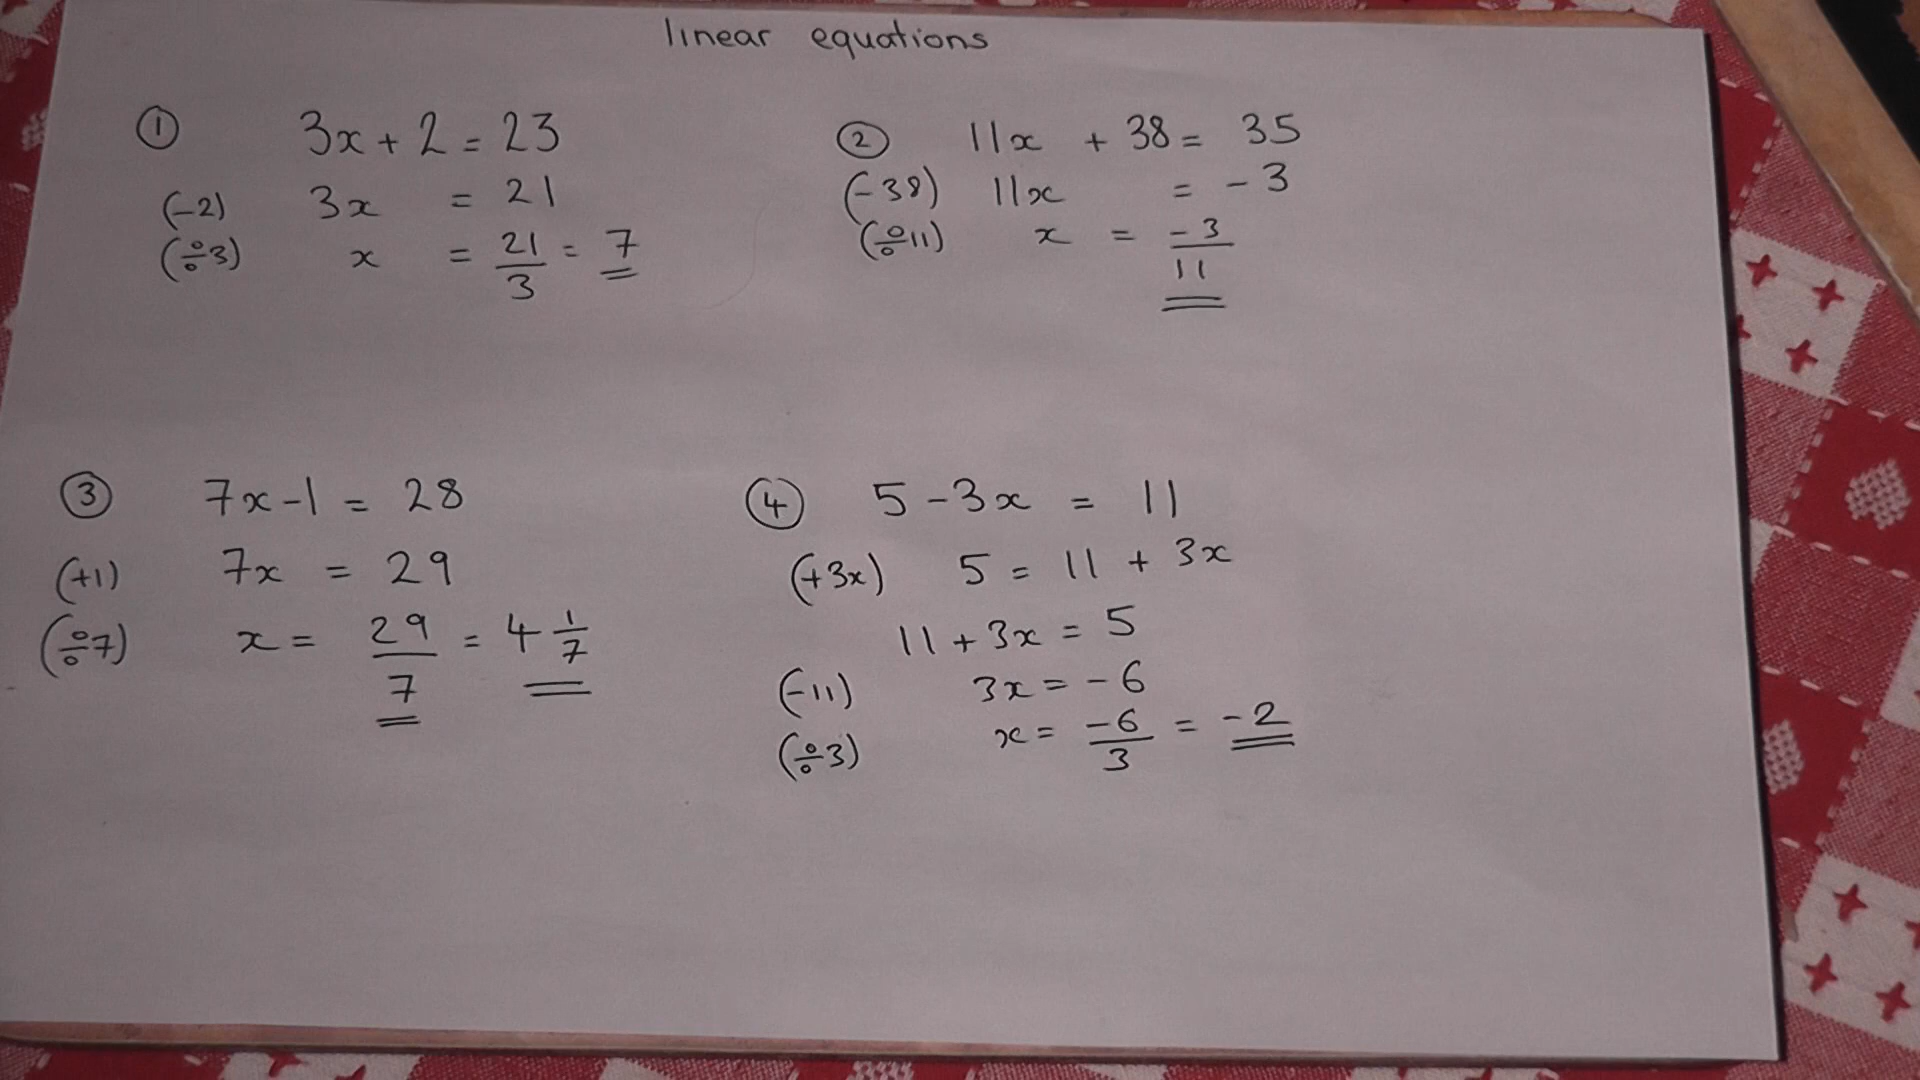 linear equations
① 3x + 2 = 23
(-2) 3x = 21
(÷3) x = 21/3 = 7
② 11x + 38 = 35
(-38) 11x = -3
(÷11) x = -3/11
③ 7x - 1 = 28
(+1) 7x = 29
(÷7) x = 29/7 = 4 1/7
④ 5 - 3x = 11
(+3x) 5 = 11 + 3x
11 + 3x = 5
(-11) 3x = -6
(÷3) x = -6/3 = -2